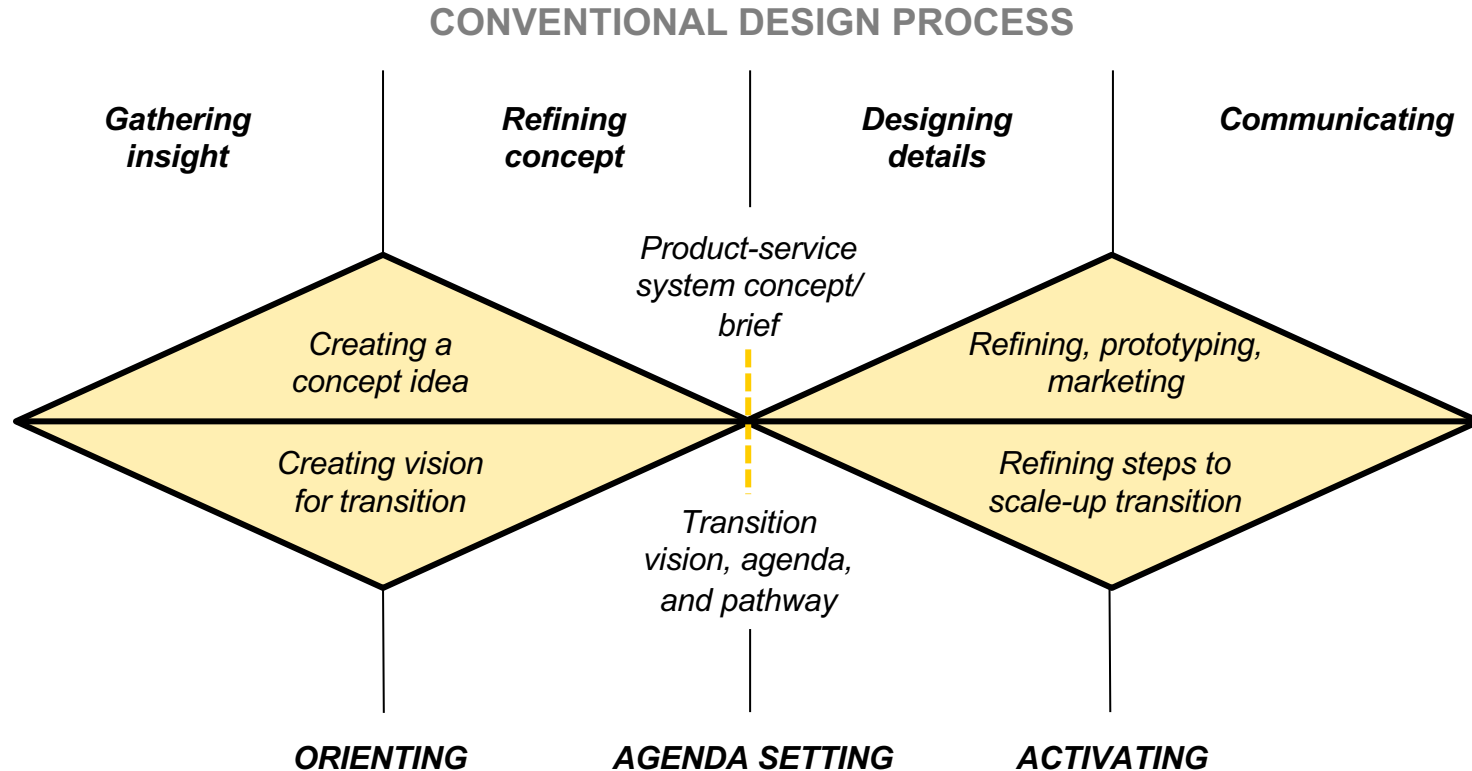 CONVENTIONAL DESIGN PROCESS
Gathering
insight
Refining
concept
Designing
details
Communicating
Product-service
system concept/
brief
Creating a
concept idea
Refining, prototyping,
marketing
Creating vision
for transition
Refining steps to
scale-up transition
Transition
vision, agenda,
and pathway
ORIENTING
AGENDA SETTING
ACTIVATING